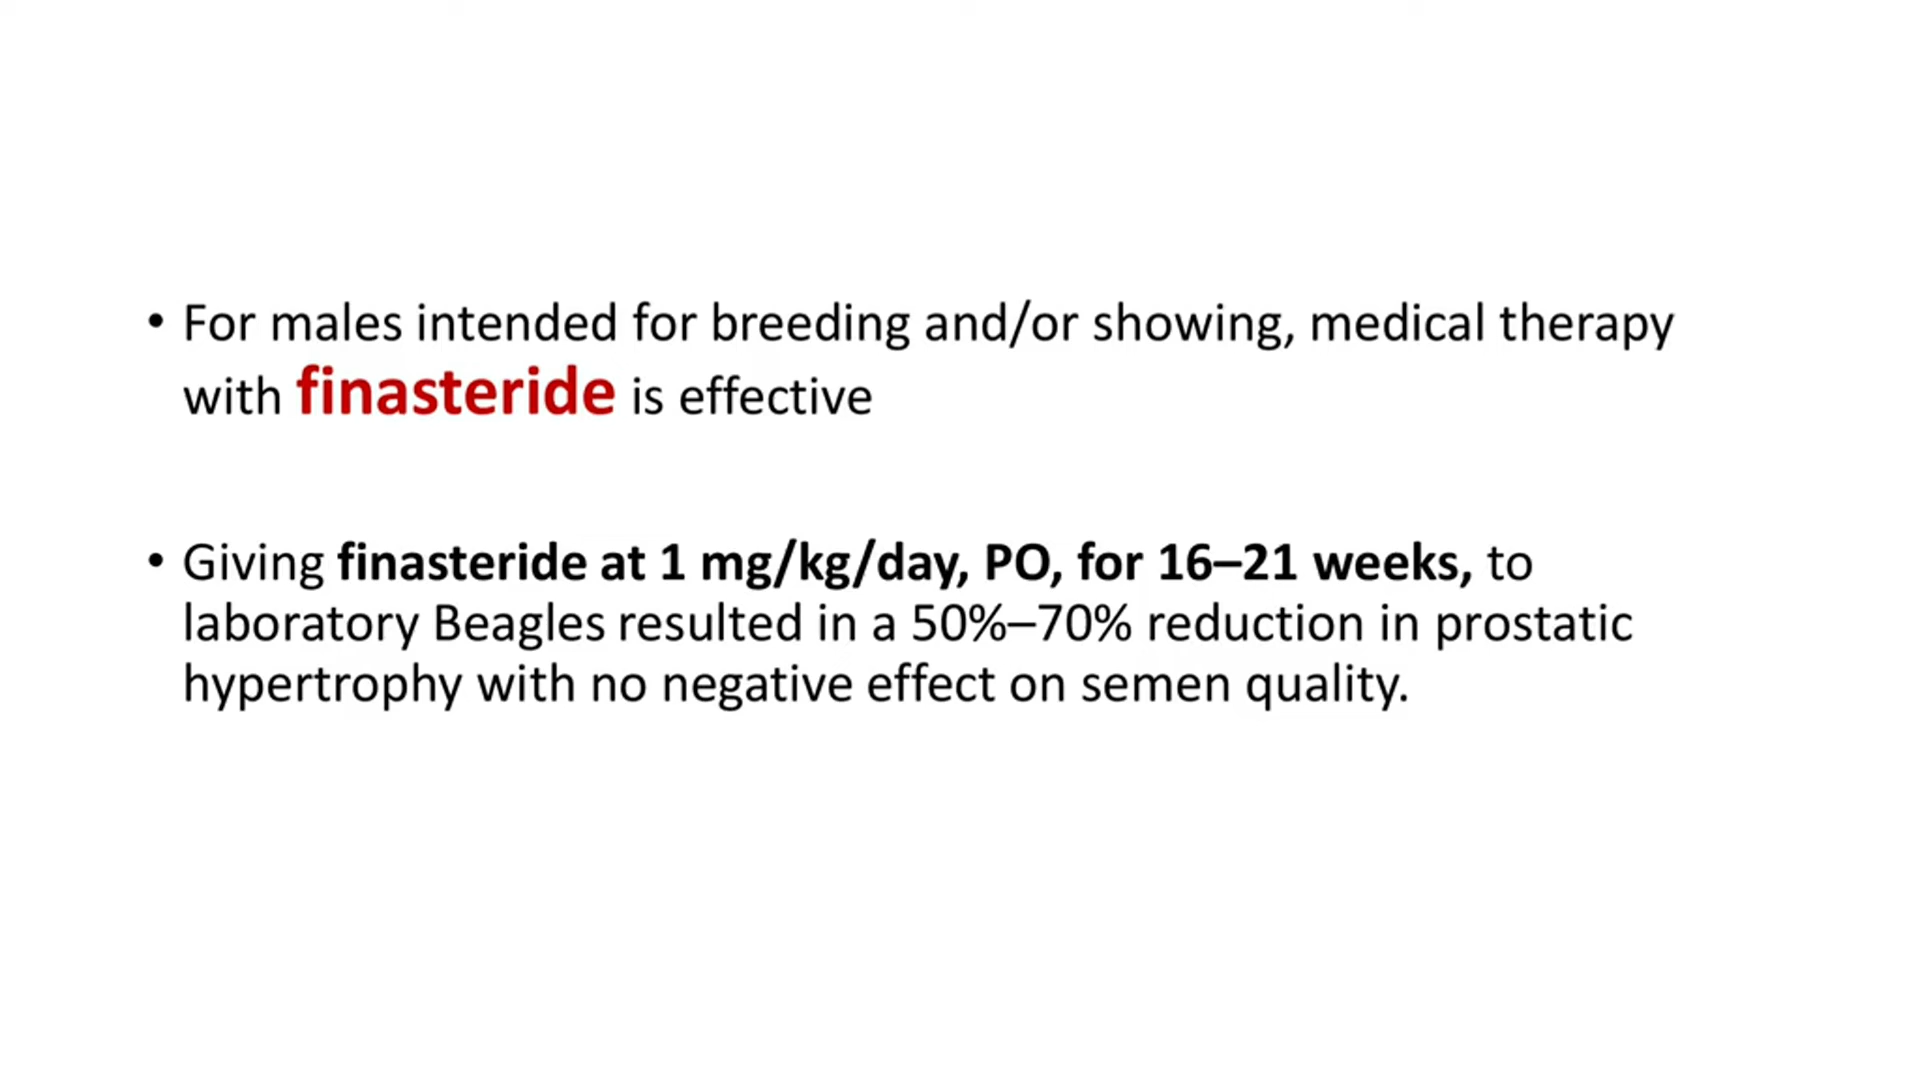 • For males intended for breeding and/or showing, medical therapy
with finasteride is effective
• Giving finasteride at 1 mg/kg/day, PO, for 16–21 weeks, to
laboratory Beagles resulted in a 50%–70% reduction in prostatic
hypertrophy with no negative effect on semen quality.